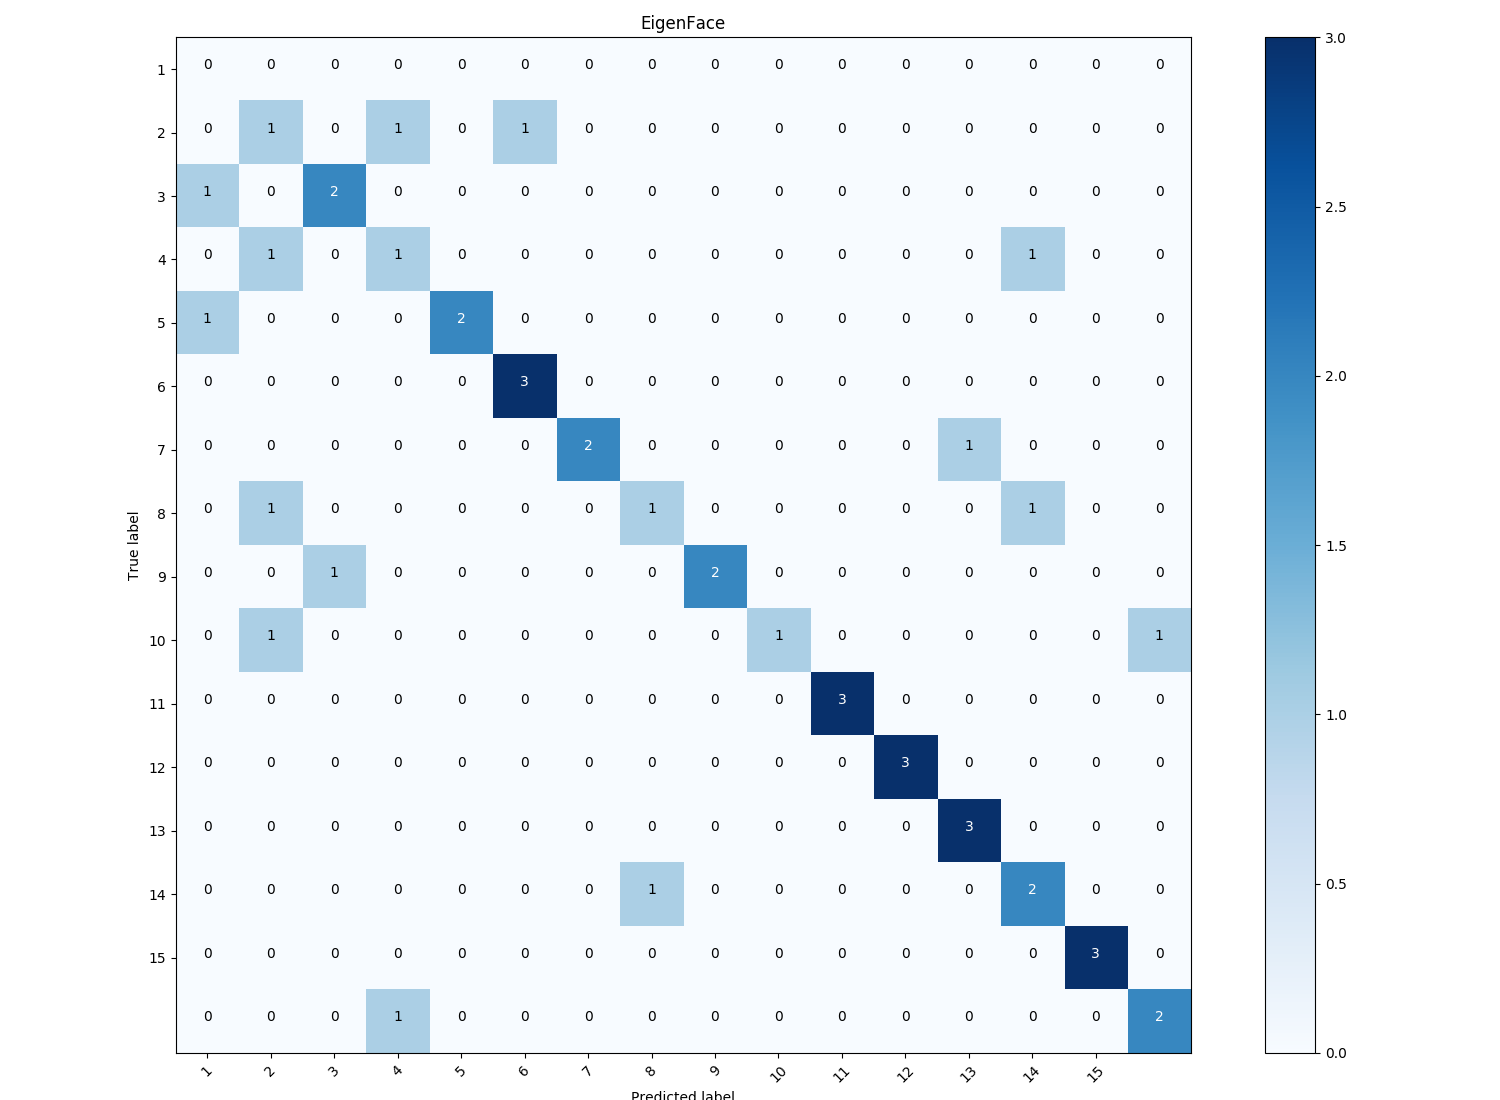 EigenFace
1 0 0 0 0 0 0 0 0 0 0 0 0 0 0 0 0
2 0 1 0 1 0 1 0 0 0 0 0 0 0 0 0 0
3 1 0 2 0 0 0 0 0 0 0 0 0 0 0 0 0
4 0 1 0 1 0 0 0 0 0 0 0 0 0 1 0 0
5 1 0 0 0 2 0 0 0 0 0 0 0 0 0 0 0
6 0 0 0 0 0 3 0 0 0 0 0 0 0 0 0 0
7 0 0 0 0 0 0 2 0 0 0 0 0 1 0 0 0
8 0 1 0 0 0 0 0 1 0 0 0 0 0 1 0 0
9 0 0 1 0 0 0 0 0 2 0 0 0 0 0 0 0
10 0 1 0 0 0 0 0 0 0 1 0 0 0 0 0 1
11 0 0 0 0 0 0 0 0 0 0 3 0 0 0 0 0
12 0 0 0 0 0 0 0 0 0 0 0 3 0 0 0 0
13 0 0 0 0 0 0 0 0 0 0 0 0 3 0 0 0
14 0 0 0 0 0 0 0 1 0 0 0 0 0 2 0 0
15 0 0 0 0 0 0 0 0 0 0 0 0 0 0 3 0
0 0 0 1 0 0 0 0 0 0 0 0 0 0 0 2
1 2 3 4 5 6 7 8 9 10 11 12 13 14 15
True label
Predicted label
3.0
2.5
2.0
1.5
1.0
0.5
0.0